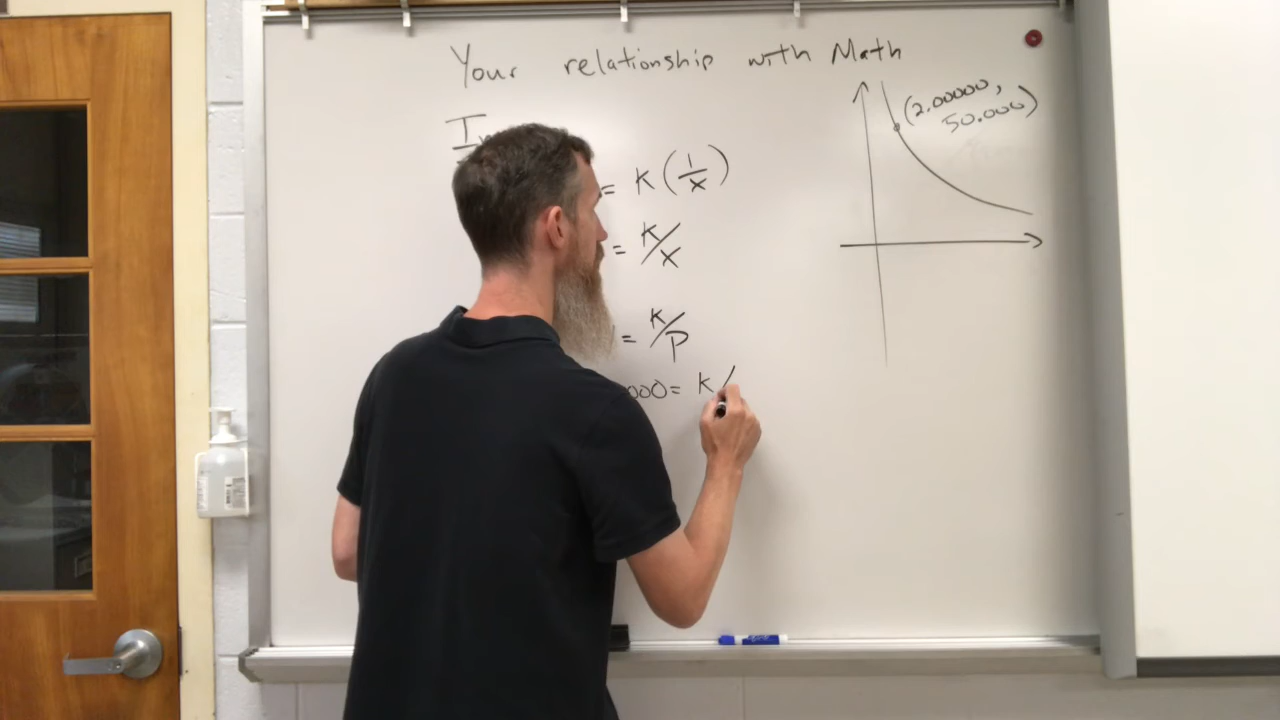 Your relationship with Math
(2.00000,
50.000)
= K(1/x)
= K/x
= K/P
000= K/